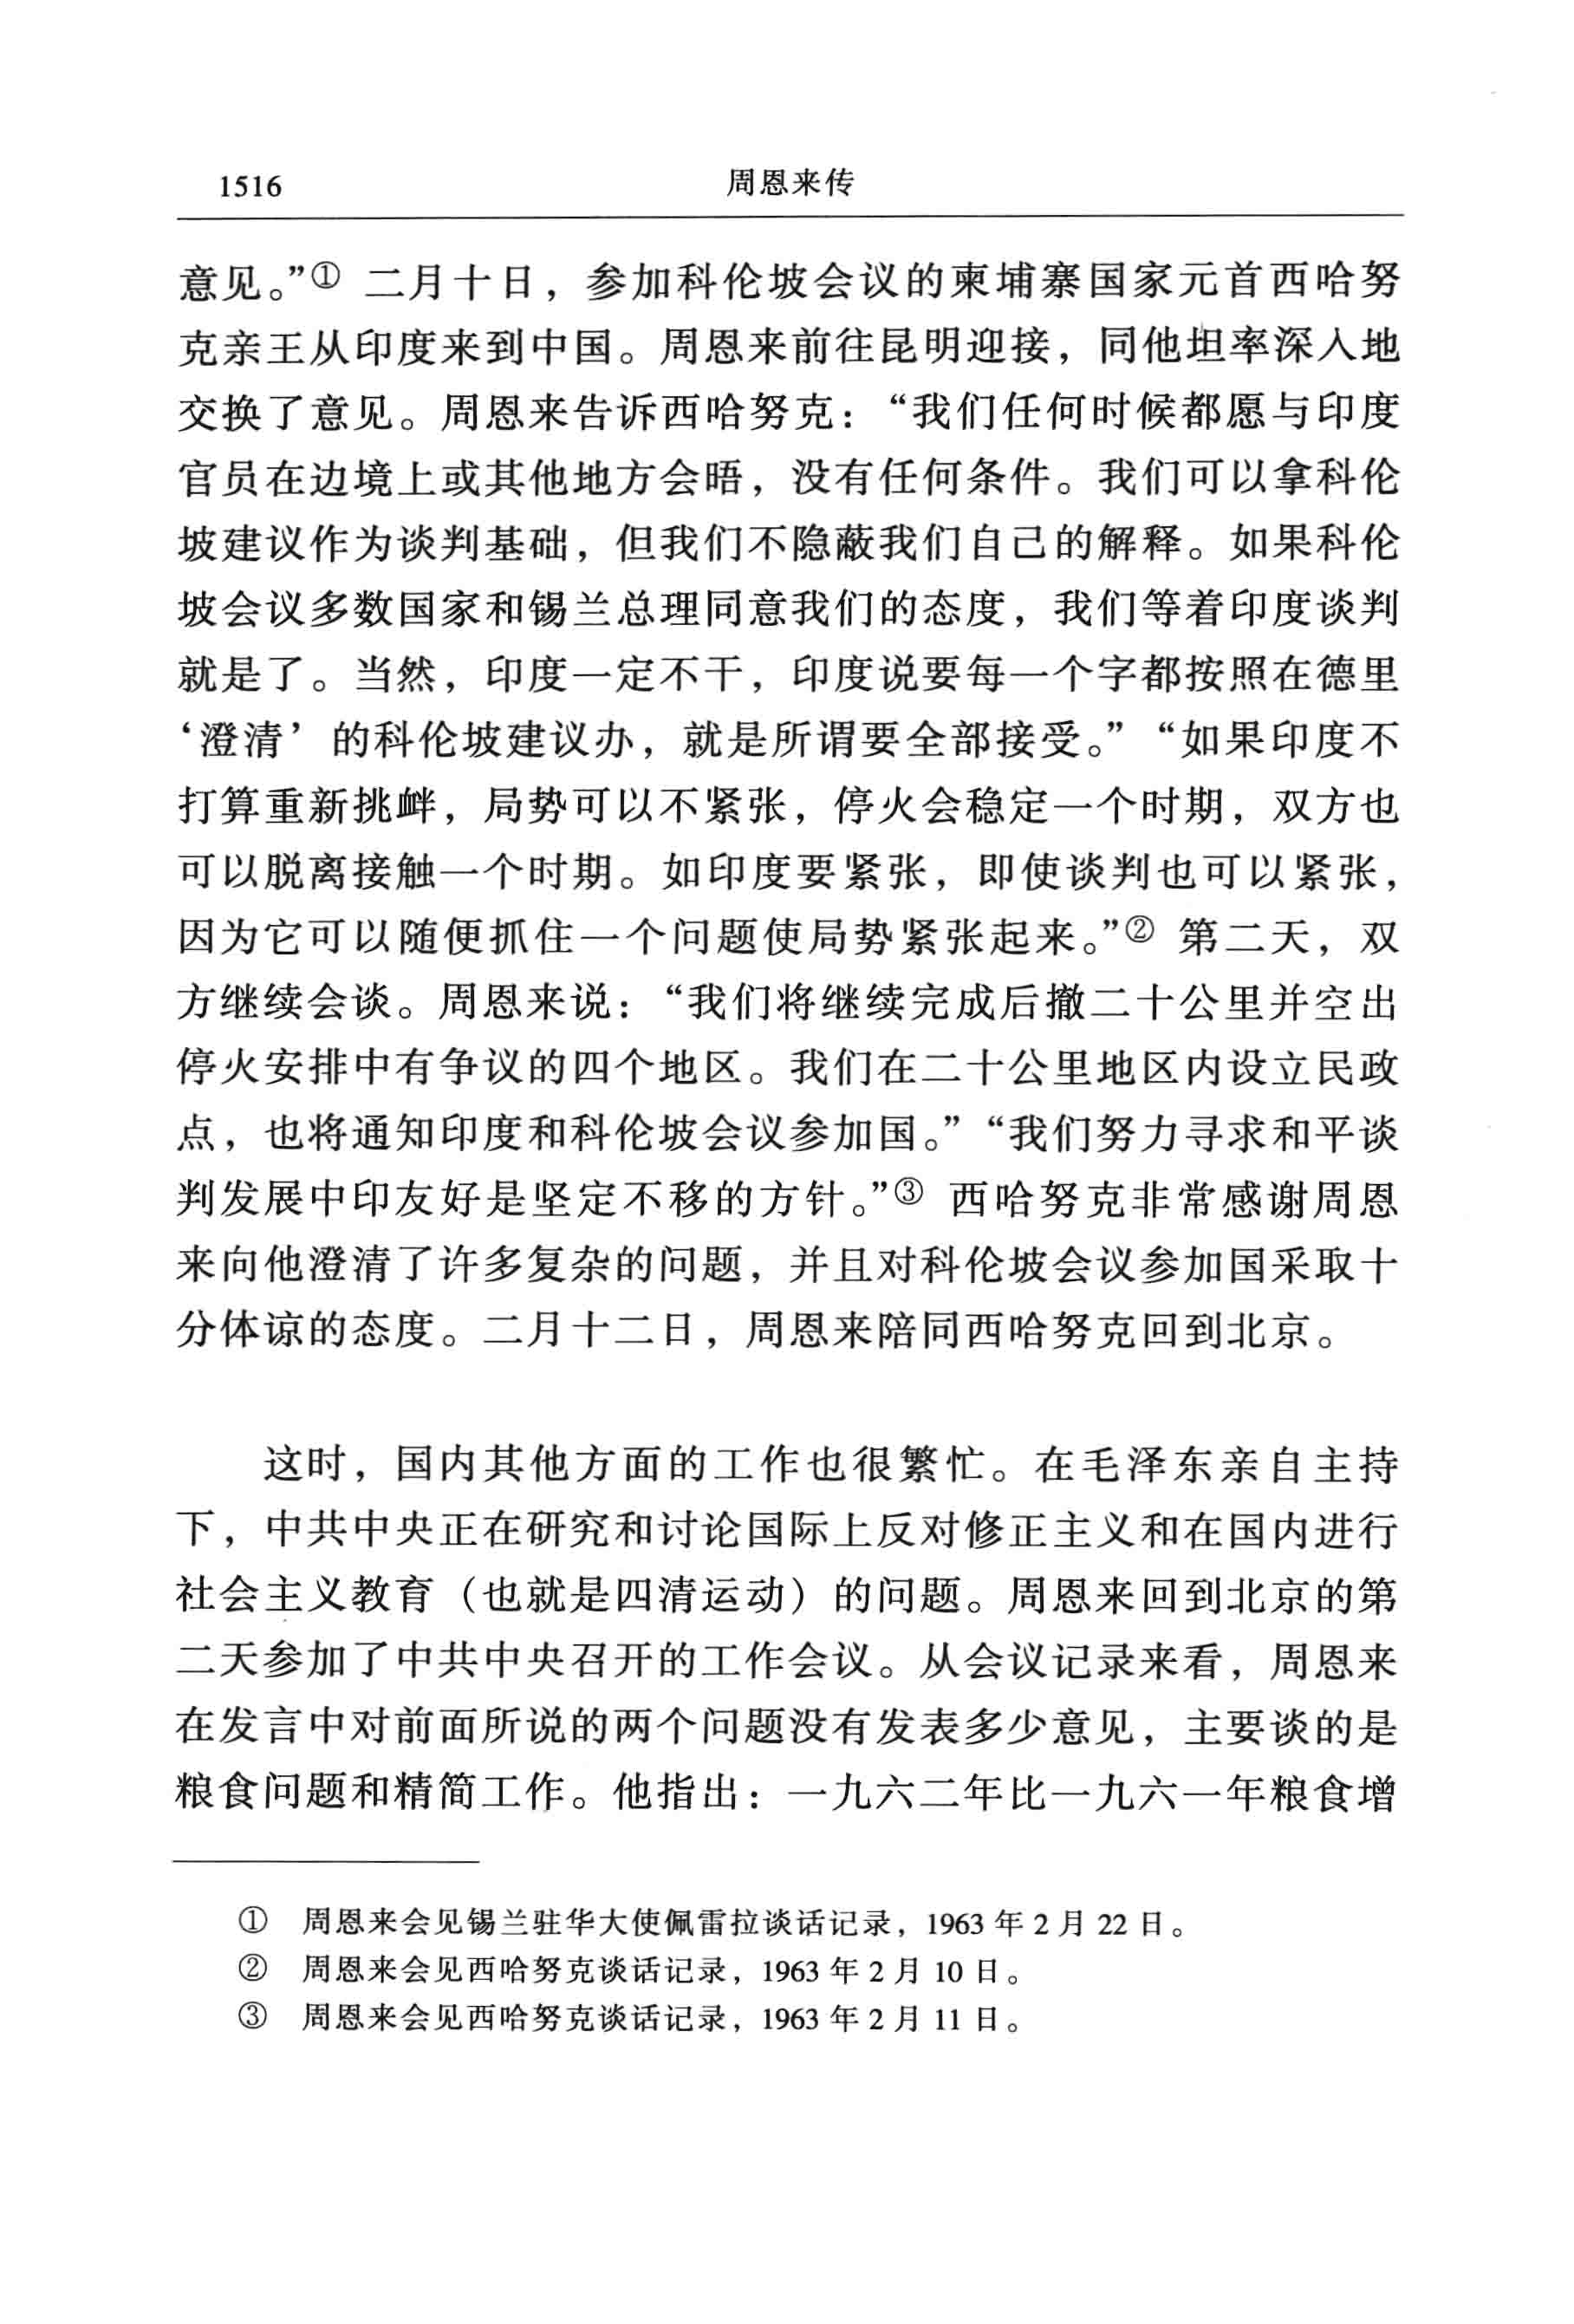 1516
周恩来传
意见。”① 二月十日，参加科伦坡会议的柬埔寨国家元首西哈努
克亲王从印度来到中国。周恩来前往昆明迎接，同他坦率深入地
交换了意见。周恩来告诉西哈努克：“我们任何时候都愿与印度
官员在边境上或其他地方会晤，没有任何条件。我们可以拿科伦
坡建议作为谈判基础，但我们不隐蔽我们自己的解释。如果科伦
坡会议多数国家和锡兰总理同意我们的态度，我们等着印度谈判
就是了。当然，印度一定不干，印度说要每一个字都按照在德里
‘澄清’的科伦坡建议办，就是所谓要全部接受。”“如果印度不
打算重新挑衅，局势可以不紧张，停火会稳定一个时期，双方也
可以脱离接触一个时期。如印度要紧张，即使谈判也可以紧张，
因为它可以随便抓住一个问题使局势紧张起来。”② 第二天，双
方继续会谈。周恩来说：“我们将继续完成后撤二十公里并空出
停火安排中有争议的四个地区。我们在二十公里地区内设立民政
点，也将通知印度和科伦坡会议参加国。”“我们努力寻求和平谈
判发展中印友好是坚定不移的方针。”③ 西哈努克非常感谢周恩
来向他澄清了许多复杂的问题，并且对科伦坡会议参加国采取十
分体谅的态度。二月十二日，周恩来陪同西哈努克回到北京。
这时，国内其他方面的工作也很繁忙。在毛泽东亲自主持
下，中共中央正在研究和讨论国际上反对修正主义和在国内进行
社会主义教育（也就是四清运动）的问题。周恩来回到北京的第
二天参加了中共中央召开的工作会议。从会议记录来看，周恩来
在发言中对前面所说的两个问题没有发表多少意见，主要谈的是
粮食问题和精简工作。他指出：一九六二年比一九六一年粮食增
① 周恩来会见锡兰驻华大使佩雷拉谈话记录，1963 年 2 月 22 日。
② 周恩来会见西哈努克谈话记录，1963 年 2 月 10 日。
③ 周恩来会见西哈努克谈话记录，1963 年 2 月 11 日。